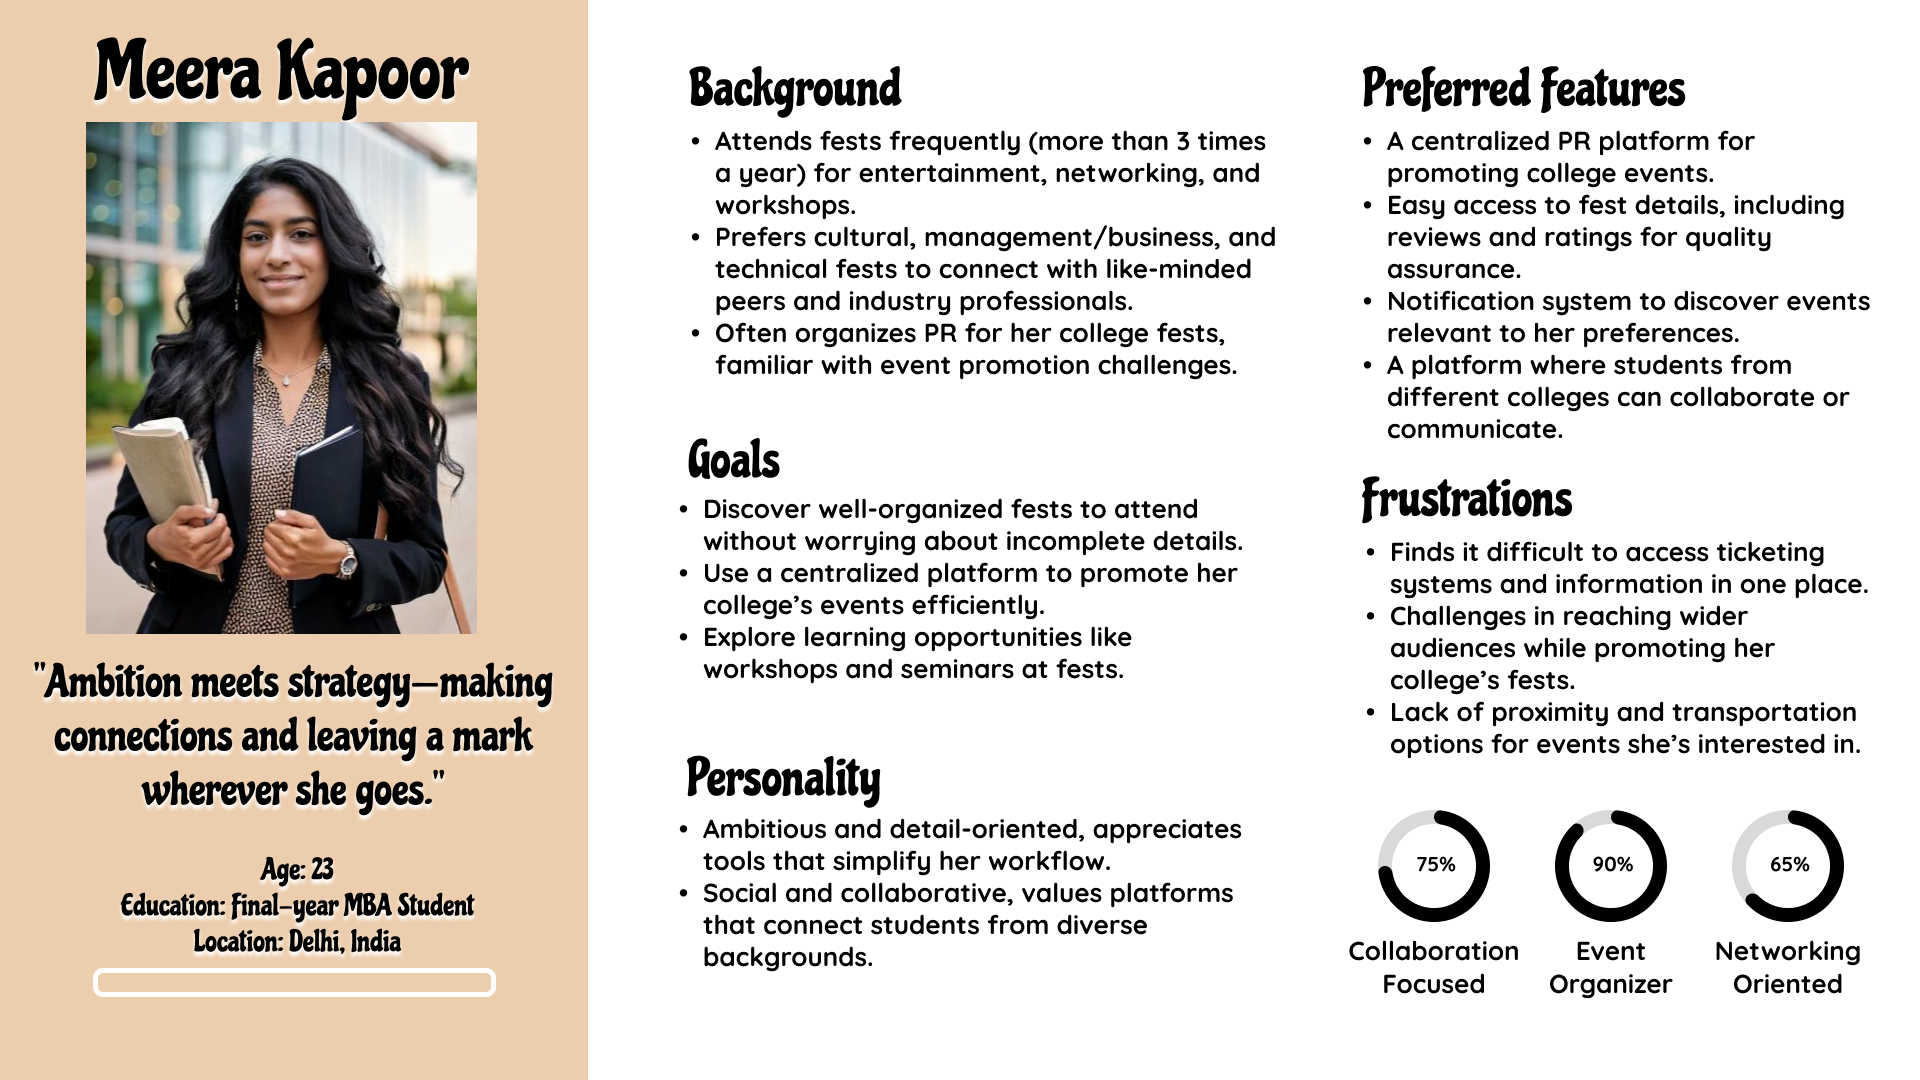 Meera Kapoor
"Ambition meets strategy—making
connections and leaving a mark
wherever she goes."
Age: 23
Education: Final-year MBA Student
Location: Delhi, India
Background
• Attends fests frequently (more than 3 times
a year) for entertainment, networking, and
workshops.
• Prefers cultural, management/business, and
technical fests to connect with like-minded
peers and industry professionals.
• Often organizes PR for her college fests,
familiar with event promotion challenges.
Goals
• Discover well-organized fests to attend
without worrying about incomplete details.
• Use a centralized platform to promote her
college’s events efficiently.
• Explore learning opportunities like
workshops and seminars at fests.
Personality
• Ambitious and detail-oriented, appreciates
tools that simplify her workflow.
• Social and collaborative, values platforms
that connect students from diverse
backgrounds.
Preferred Features
• A centralized PR platform for
promoting college events.
• Easy access to fest details, including
reviews and ratings for quality
assurance.
• Notification system to discover events
relevant to her preferences.
• A platform where students from
different colleges can collaborate or
communicate.
Frustrations
• Finds it difficult to access ticketing
systems and information in one place.
• Challenges in reaching wider
audiences while promoting her
college’s fests.
• Lack of proximity and transportation
options for events she’s interested in.
75%
Collaboration
Focused
90%
Event
Organizer
65%
Networking
Oriented